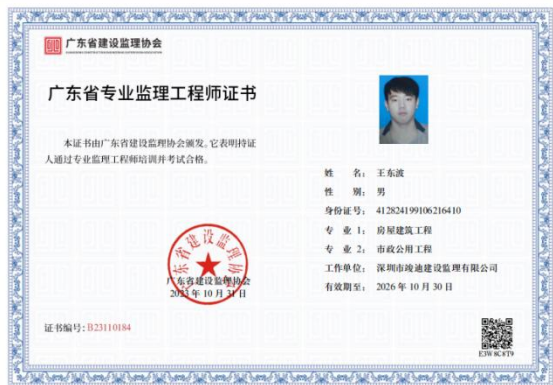 广东省建设监理协会
广东省专业监理工程师证书
本证书由广东省建设监理协会颁发。它表明持证
人通过专业监理工程师培训并考试合格。
姓 名: 王东波
性 别: 男
身份证号: 412824199106216410
专 业 1: 房屋建筑工程
专 业 2: 市政公用工程
工作单位: 深圳市竣迪建设监理有限公司
有效期至: 2026 年 10 月 30 日
广东省建设监理协会
广东省建设监理协会
2023 年 10 月 31 日
证书编号: B23110184
E3W8C8T9